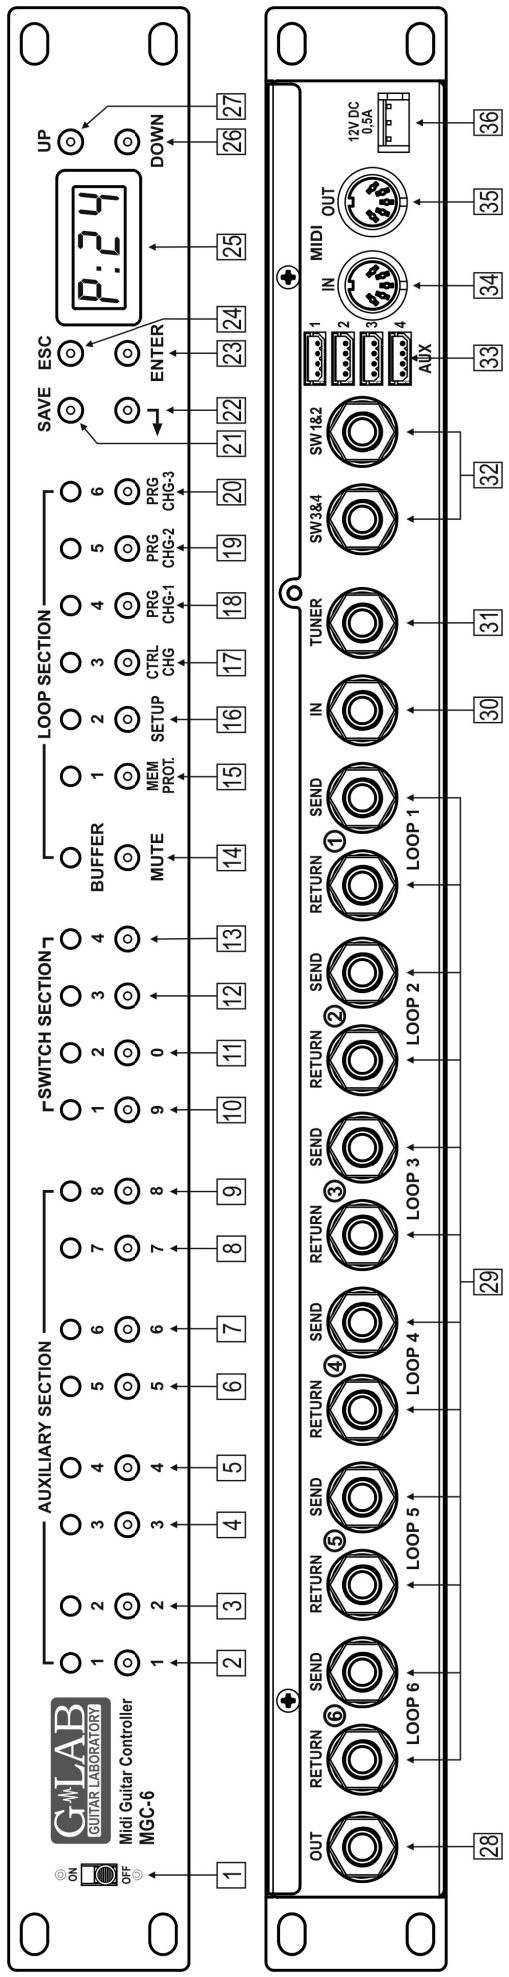 ON
OFF
G LAB
GUITAR LABORATORY
Midi Guitar Controller
MGC-6
AUXILIARY SECTION
1 2 3 4 5 6 7 8
1 2 3 4 5 6 7 8
SWITCH SECTION
1 2 3 4
9 0
LOOP SECTION
BUFFER 1 2 3 4 5 6
MUTE
MEM
PROT.
SETUP
CTRL
CHG
PRG
CHG-1
PRG
CHG-2
PRG
CHG-3
SAVE
ESC
ENTER
P:24
UP
DOWN
1 2 3 4 5 6 7 8 9 10 11 12 13 14 15 16 17 18 19 20 21 22 23 24 25 26 27
OUT
RETURN 6 SEND
LOOP 6
RETURN 5 SEND
LOOP 5
RETURN 4 SEND
LOOP 4
RETURN 3 SEND
LOOP 3
RETURN 2 SEND
LOOP 2
RETURN 1 SEND
LOOP 1
IN
TUNER
SW3&4
SW1&2
1
2
3
4
AUX
MIDI
IN
OUT
12V DC
0,5A
28 29 30 31 32 33 34 35 36